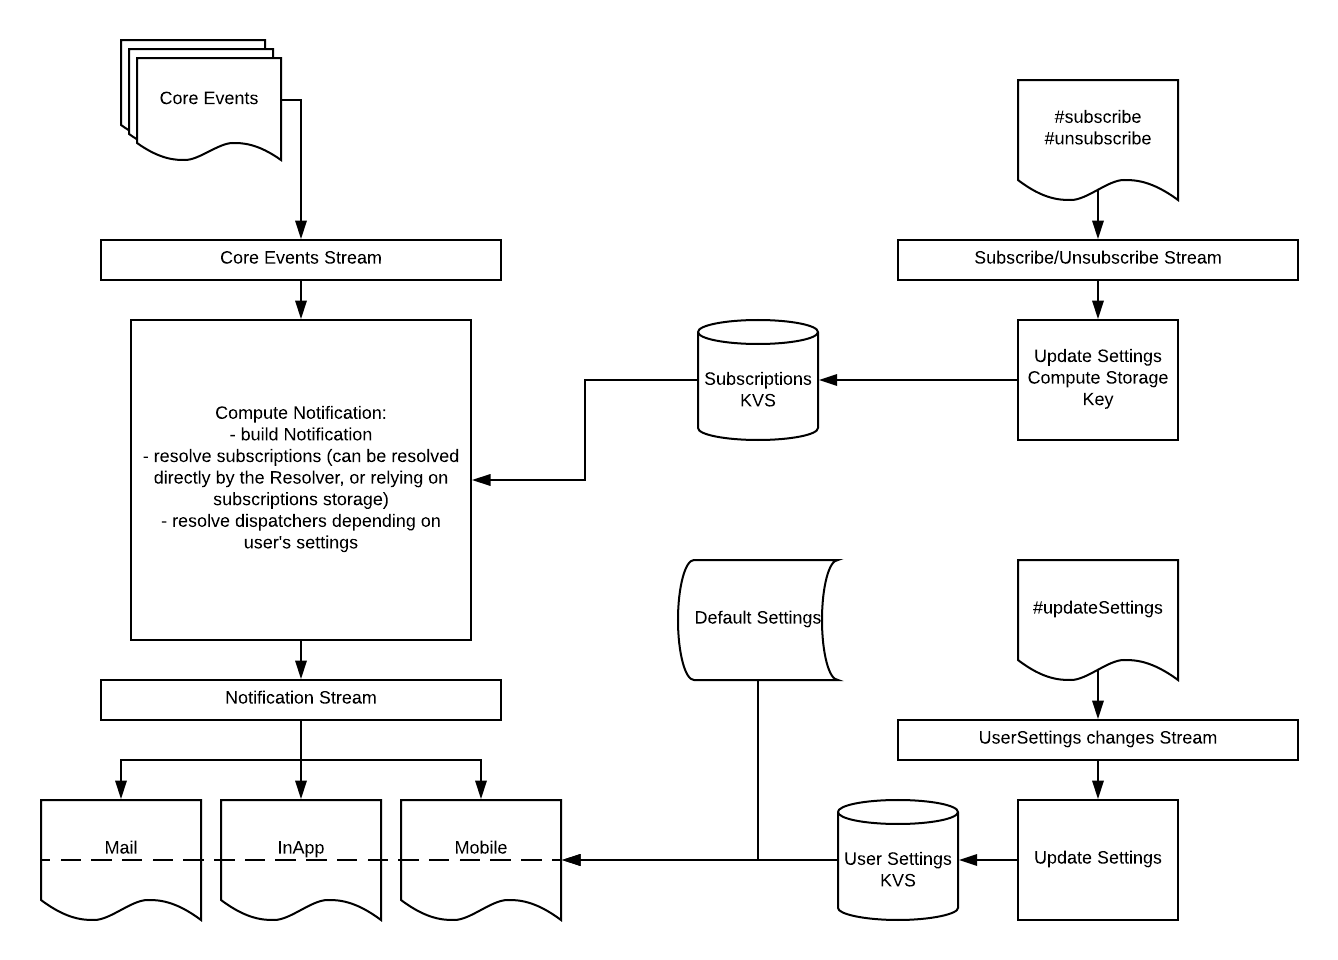 Core Events
#subscribe
#unsubscribe
Core Events Stream
Subscribe/Unsubscribe Stream
Compute Notification:
- build Notification
- resolve subscriptions (can be resolved
directly by the Resolver, or relying on
subscriptions storage)
- resolve dispatchers depending on
user's settings
Subscriptions
KVS
Update Settings
Compute Storage
Key
Default Settings
#updateSettings
Notification Stream
UserSettings changes Stream
Mail
InApp
Mobile
User Settings
KVS
Update Settings